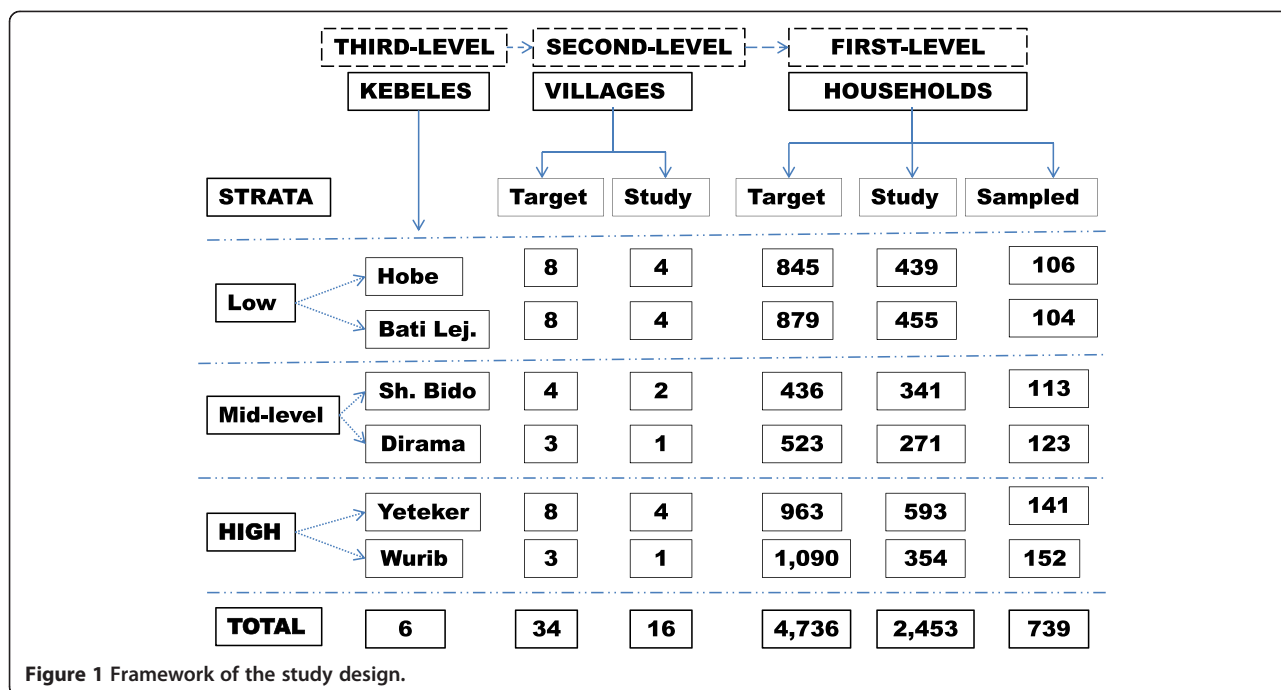 THIRD-LEVEL SECOND-LEVEL FIRST-LEVEL
KEBELES VILLAGES HOUSEHOLDS
STRATA Target Study Target Study Sampled
Low
Hobe 8 4 845 439 106
Bati Lej. 8 4 879 455 104
Mid-level
Sh. Bido 4 2 436 341 113
Dirama 3 1 523 271 123
HIGH
Yeteker 8 4 963 593 141
Wurib 3 1 1,090 354 152
TOTAL 6 34 16 4,736 2,453 739
Figure 1 Framework of the study design.